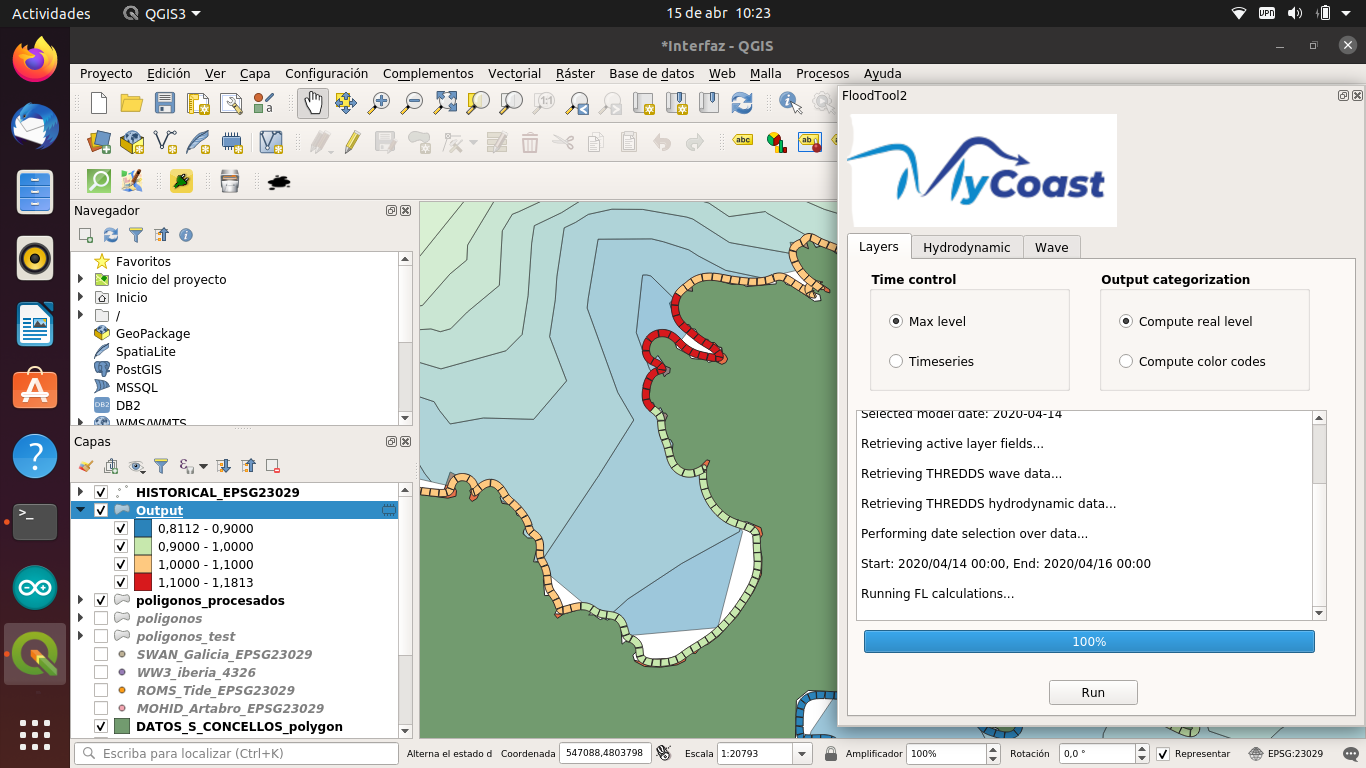 Actividades QGIS3 15 de abr 10:23 VPN
*Interfaz - QGIS
Proyecto Edición Ver Capa Configuración Complementos Vectorial Ráster Base de datos Web Malla Procesos Ayuda
1:1
abc ab
FloodTool2
MyCoast
Layers Hydrodynamic Wave
Time control Output categorization
Max level Compute real level
Timeseries Compute color codes
Selected model date: 2020-04-14
Retrieving active layer fields...
Retrieving THREDDS wave data...
Retrieving THREDDS hydrodynamic data...
Performing date selection over data...
Start: 2020/04/14 00:00, End: 2020/04/16 00:00
Running FL calculations...
100%
Run
Navegador
Favoritos
Inicio del proyecto
Inicio
/
GeoPackage
SpatiaLite
PostGIS
MSSQL
DB2 DB2
WMS/WMTS
Capas
HISTORICAL_EPSG23029
Output
0,8112 - 0,9000
0,9000 - 1,0000
1,0000 - 1,1000
1,1000 - 1,1813
poligonos_procesados
poligonos
poligonos_test
SWAN_Galicia_EPSG23029
WW3_iberia_4326
ROMS_Tide_EPSG23029
MOHID_Artabro_EPSG23029
DATOS_S_CONCELLOS_polygon
Escriba para localizar (Ctrl+K) Alterna el estado d Coordenada 547088,4803798 Escala 1:20793 Amplificador 100% Rotación 0,0 ° Representar EPSG:23029